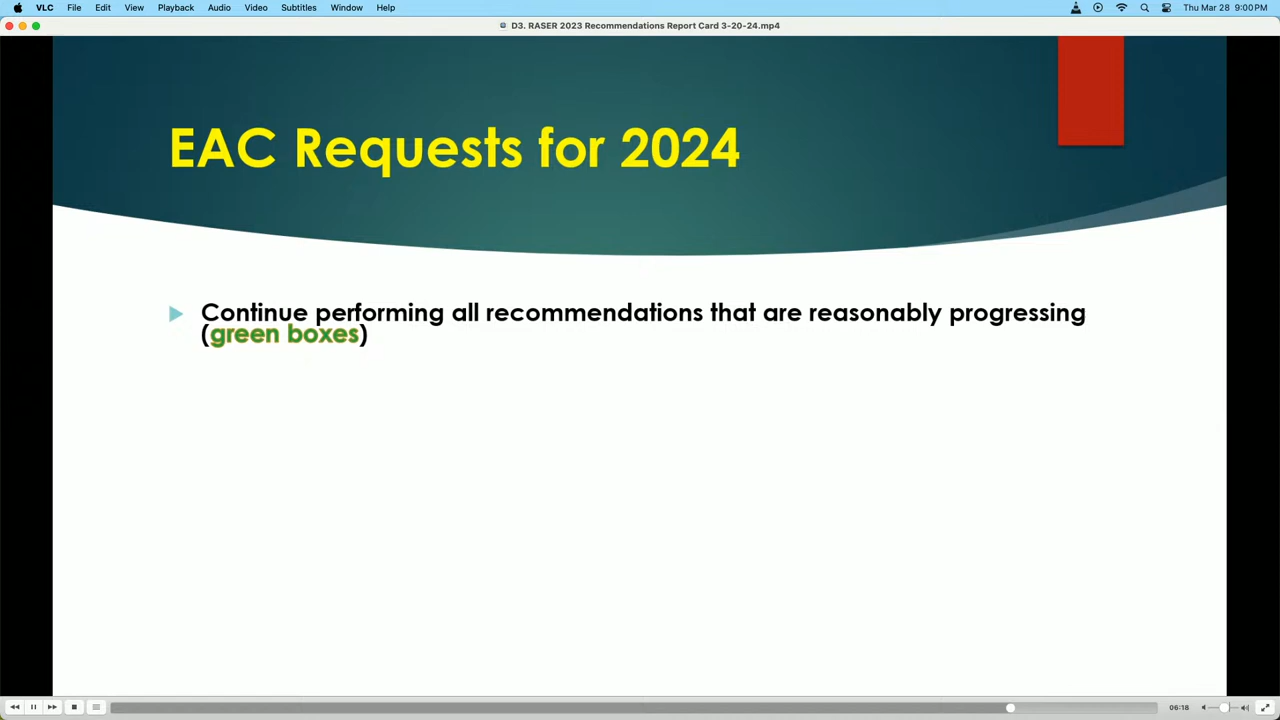 VLC File Edit View Playback Audio Video Subtitles Window Help Thu Mar 28 9:00 PM
D3. RASER 2023 Recommendations Report Card 3-20-24.mp4
EAC Requests for 2024
Continue performing all recommendations that are reasonably progressing
(green boxes)
06:18